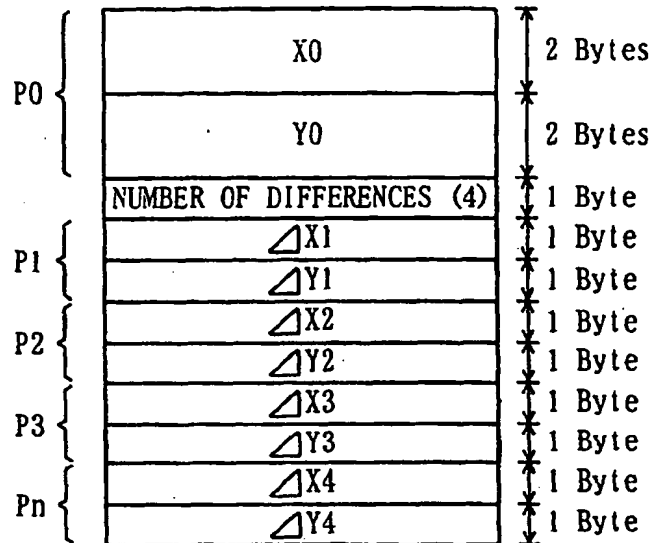 X0 2 Bytes
P0
Y0 2 Bytes
NUMBER OF DIFFERENCES (4) 1 Byte
⊿X1 1 Byte
P1
⊿Y1 1 Byte
⊿X2 1 Byte
P2
⊿Y2 1 Byte
⊿X3 1 Byte
P3
⊿Y3 1 Byte
⊿X4 1 Byte
Pn
⊿Y4 1 Byte